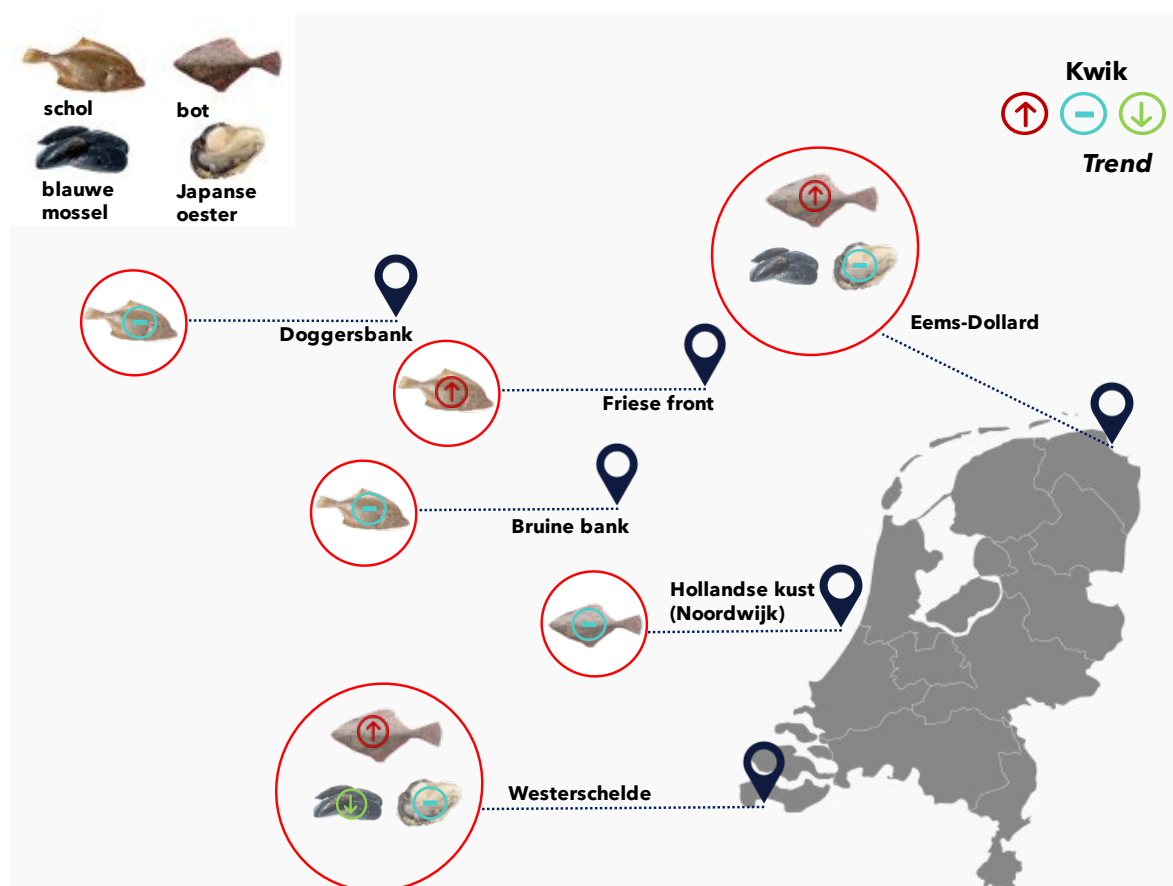 schol
bot
blauwe
mossel
Japanse
oester
Kwik
Trend
Doggersbank
Eems-Dollard
Friese front
Bruine bank
Hollandse kust
(Noordwijk)
Westerschelde